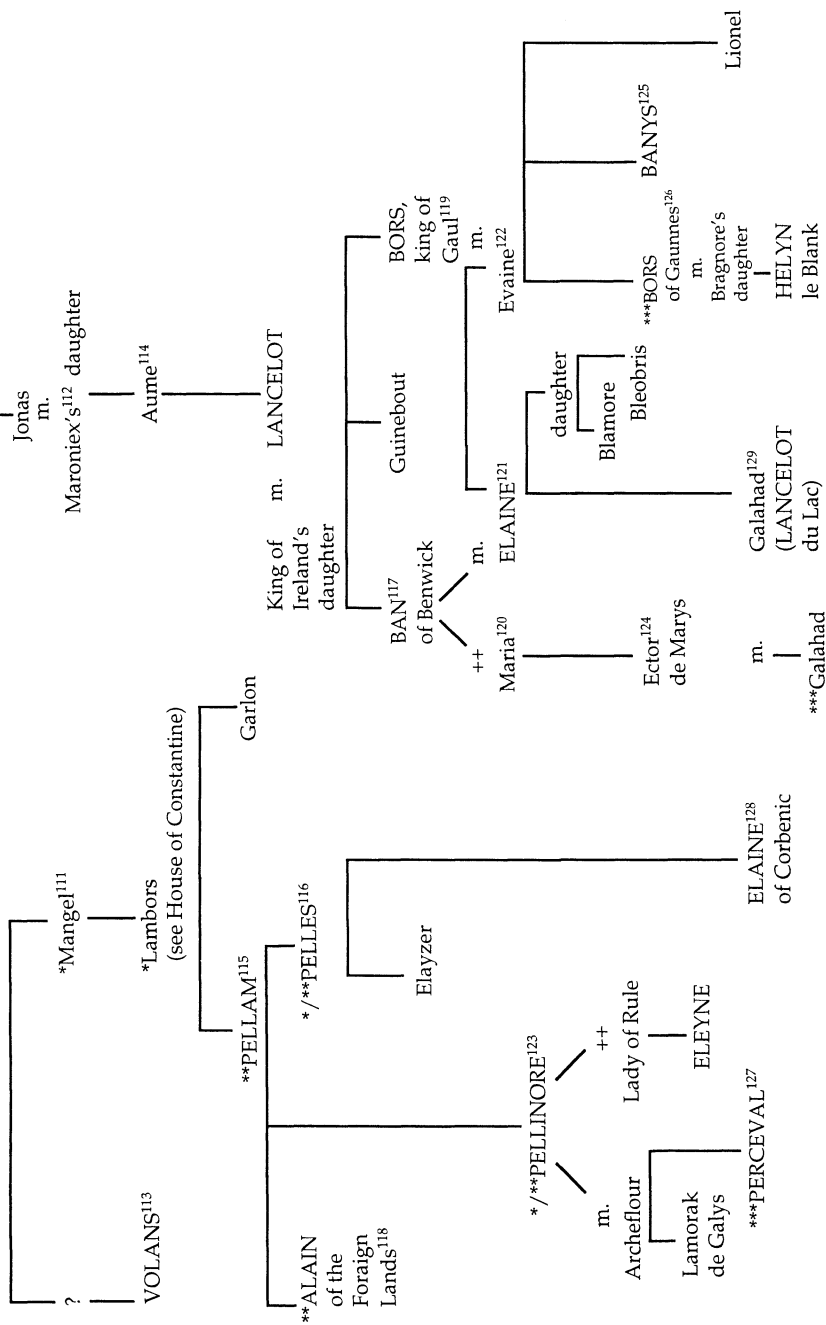 Jonas
m.
Maroniex's¹¹² daughter
Aume¹¹⁴
King of Ireland's daughter
m.
LANCELOT
?
VOLANS¹¹³
*Mangel¹¹¹
*Lambors
(see House of Constantine)
**PELLAM¹¹⁵
Garlon
BAN¹¹⁷
of Benwick
Guinebout
BORS,
king of
Gaul¹¹⁹
m.
**ALAIN
of the
Foraign
Lands¹¹⁸
*/**PELLES¹¹⁶
++
Maria¹²⁰
m.
ELAINE¹²¹
Evaine¹²²
Elayzer
*/**PELLINORE¹²³
daughter
Blamore
Bleobris
Ector¹²⁴
de Marys
***BORS
of Gaunnes¹²⁶
m.
Bragnore's
daughter
HELYN
le Blank
BANYS¹²⁵
Lionel
m.
Archeflour
++
Lady of Rule
Lamorak
de Galys
***PERCEVAL¹²⁷
ELEYNE
ELAINE¹²⁸
of Corbenic
m.
Galahad¹²⁹
(LANCELOT
du Lac)
***Galahad